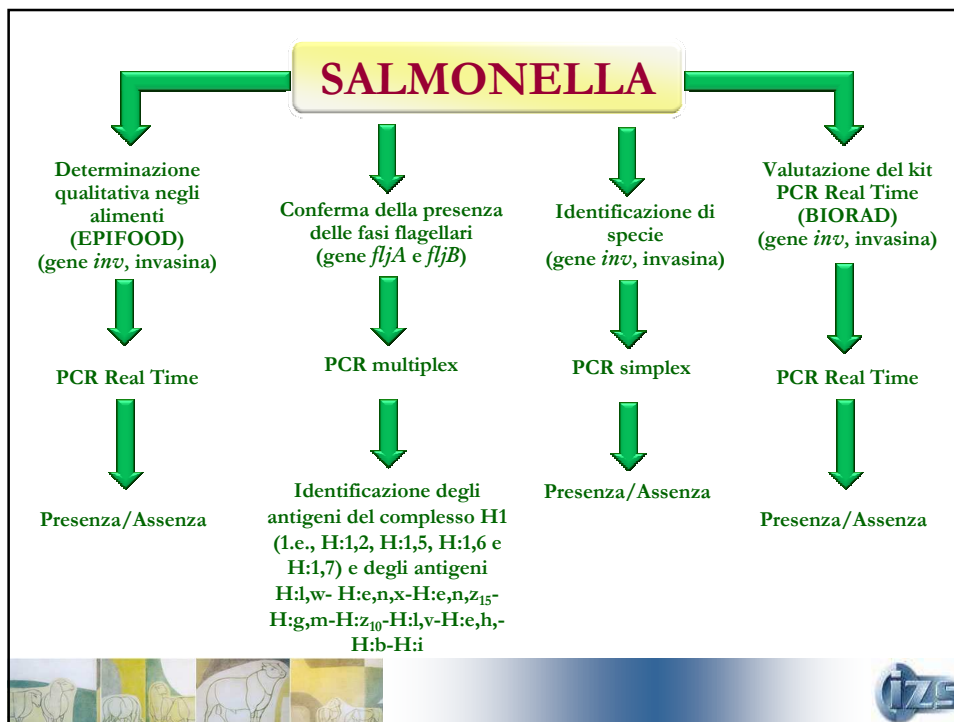 SALMONELLA
Determinazione
qualitativa negli
alimenti
(EPIFOOD)
(gene inv, invasina)
PCR Real Time
Presenza/Assenza
Conferma della presenza
delle fasi flagellari
(gene fljA e fljB)
PCR multiplex
Identificazione degli
antigeni del complesso H1
(1.e., H:1,2, H:1,5, H:1,6 e
H:1,7) e degli antigeni
H:l,w- H:e,n,x-H:e,n,z₁₅-
H:g,m-H:z₁₀-H:l,v-H:e,h,-
H:b-H:i
Identificazione di
specie
(gene inv, invasina)
PCR simplex
Presenza/Assenza
Valutazione del kit
PCR Real Time
(BIORAD)
(gene inv, invasina)
PCR Real Time
Presenza/Assenza
izs